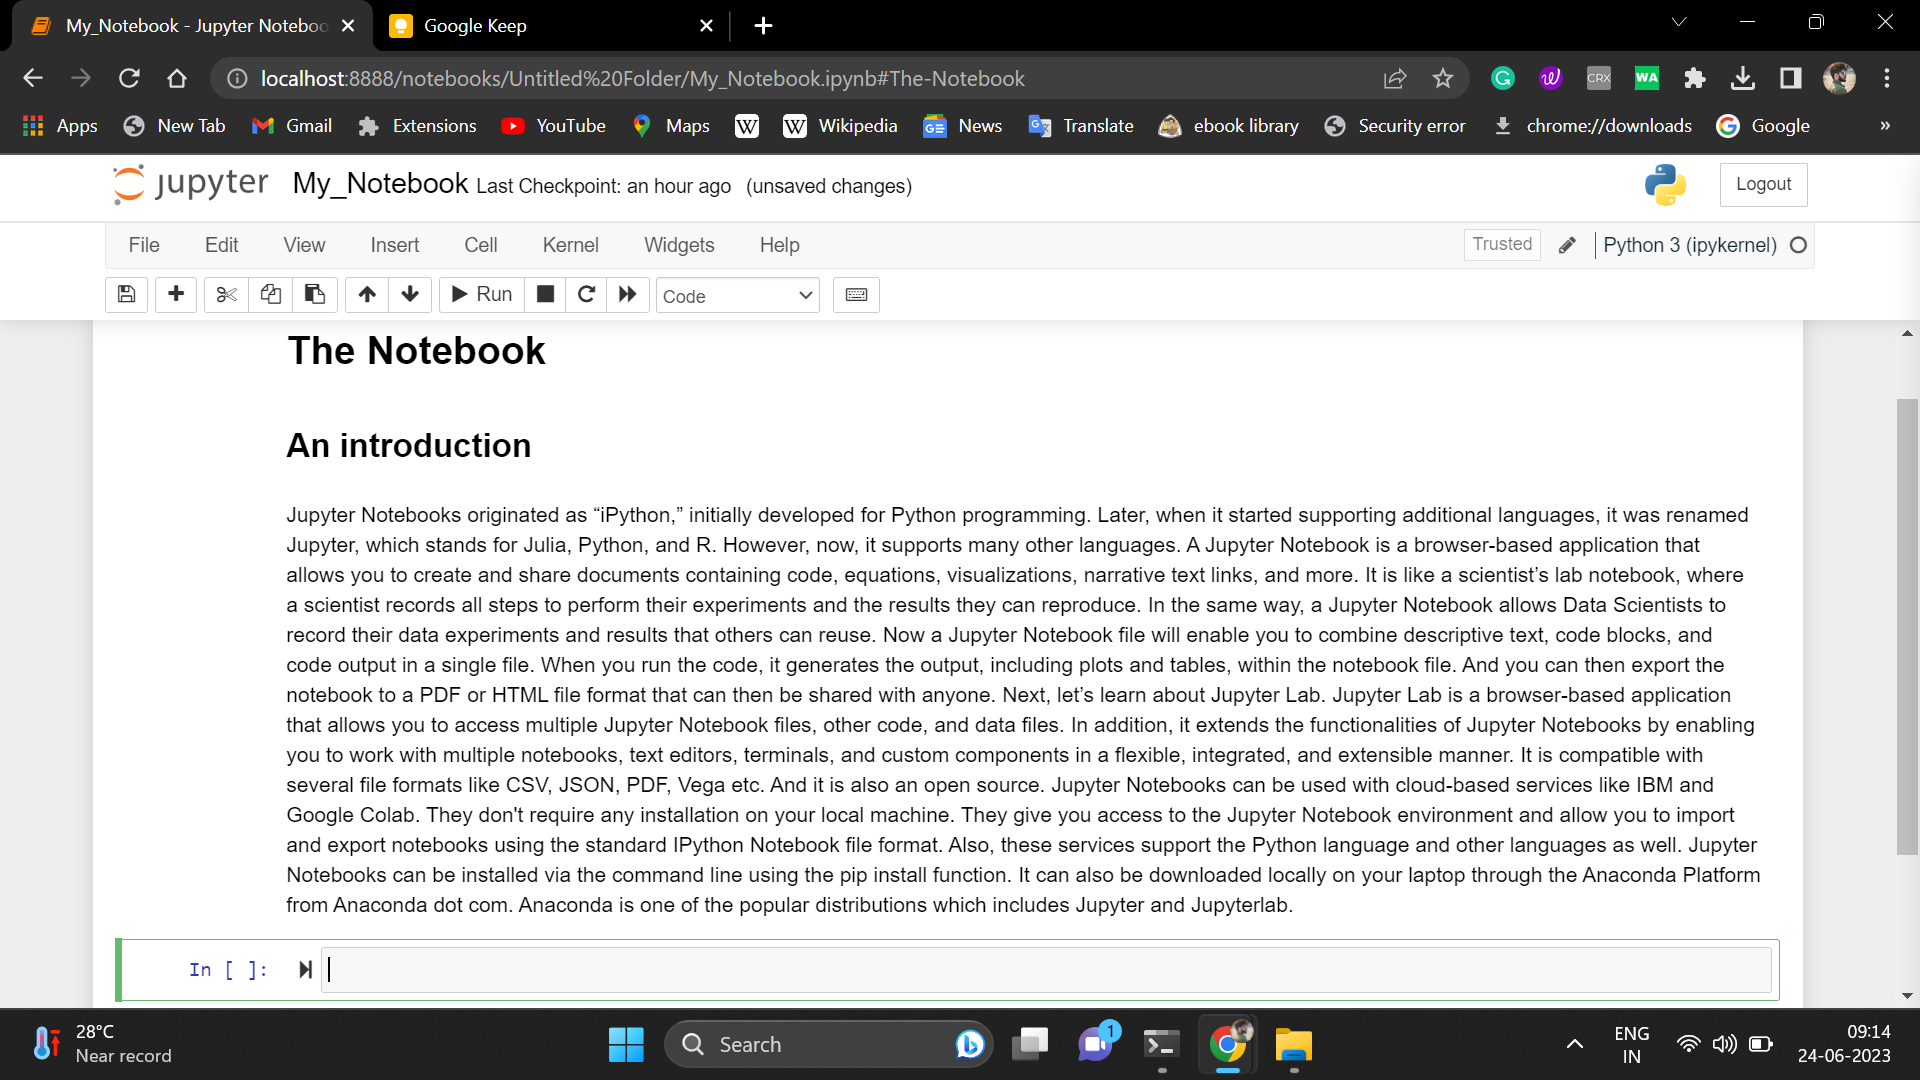 My_Notebook - Jupyter Noteboo
Google Keep
localhost:8888/notebooks/Untitled%20Folder/My_Notebook.ipynb#The-Notebook
CRX
WA
Apps New Tab Gmail Extensions YouTube Maps W W Wikipedia News Translate ebook library Security error chrome://downloads Google »
jupyter My_Notebook Last Checkpoint: an hour ago (unsaved changes) Logout
File Edit View Insert Cell Kernel Widgets Help Trusted Python 3 (ipykernel)
Run Code
The Notebook
An introduction
Jupyter Notebooks originated as “iPython,” initially developed for Python programming. Later, when it started supporting additional languages, it was renamed
Jupyter, which stands for Julia, Python, and R. However, now, it supports many other languages. A Jupyter Notebook is a browser-based application that
allows you to create and share documents containing code, equations, visualizations, narrative text links, and more. It is like a scientist’s lab notebook, where
a scientist records all steps to perform their experiments and the results they can reproduce. In the same way, a Jupyter Notebook allows Data Scientists to
record their data experiments and results that others can reuse. Now a Jupyter Notebook file will enable you to combine descriptive text, code blocks, and
code output in a single file. When you run the code, it generates the output, including plots and tables, within the notebook file. And you can then export the
notebook to a PDF or HTML file format that can then be shared with anyone. Next, let’s learn about Jupyter Lab. Jupyter Lab is a browser-based application
that allows you to access multiple Jupyter Notebook files, other code, and data files. In addition, it extends the functionalities of Jupyter Notebooks by enabling
you to work with multiple notebooks, text editors, terminals, and custom components in a flexible, integrated, and extensible manner. It is compatible with
several file formats like CSV, JSON, PDF, Vega etc. And it is also an open source. Jupyter Notebooks can be used with cloud-based services like IBM and
Google Colab. They don't require any installation on your local machine. They give you access to the Jupyter Notebook environment and allow you to import
and export notebooks using the standard IPython Notebook file format. Also, these services support the Python language and other languages as well. Jupyter
Notebooks can be installed via the command line using the pip install function. It can also be downloaded locally on your laptop through the Anaconda Platform
from Anaconda dot com. Anaconda is one of the popular distributions which includes Jupyter and Jupyterlab.
In [ ]:
28°C
Near record
Search
1
ENG
IN
09:14
24-06-2023